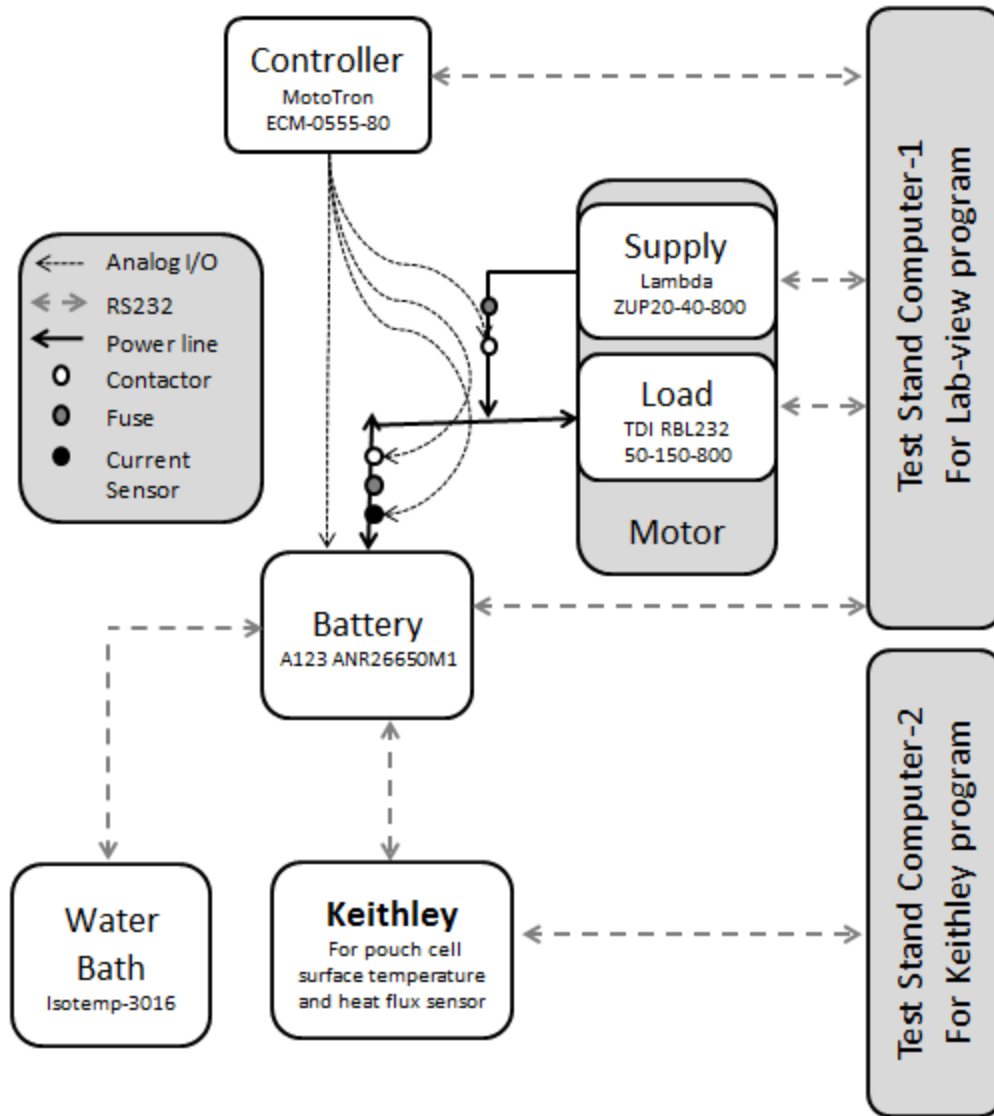 Controller
MotoTron
ECM-0555-80
Analog I/O
RS232
Power line
Contactor
Fuse
Current
Sensor
Supply
Lambda
ZUP20-40-800
Load
TDI RBL232
50-150-800
Motor
Test Stand Computer-1
For Lab-view program
Battery
A123 ANR26650M1
Water
Bath
Isotemp-3016
Keithley
For pouch cell
surface temperature
and heat flux sensor
Test Stand Computer-2
For Keithley program